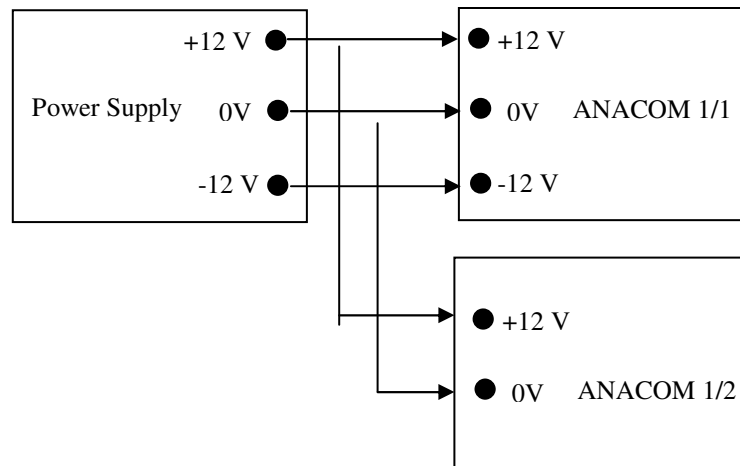 +12 V
Power Supply 0V
-12 V
+12 V
0V ANACOM 1/1
-12 V
+12 V
0V ANACOM 1/2